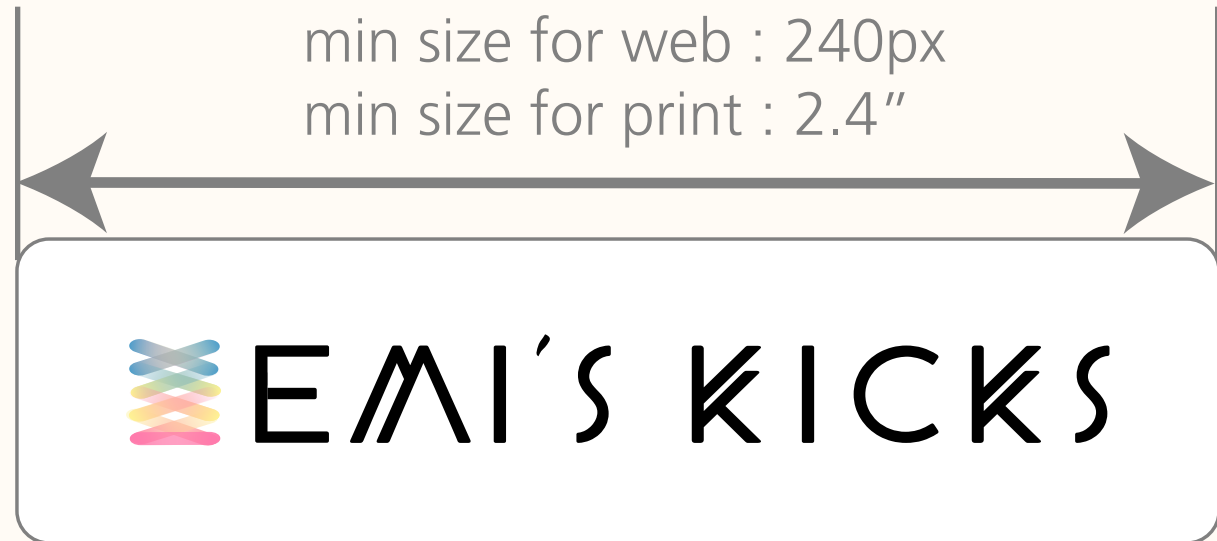 min size for web : 240px
min size for print : 2.4”
EMI’S KICKS